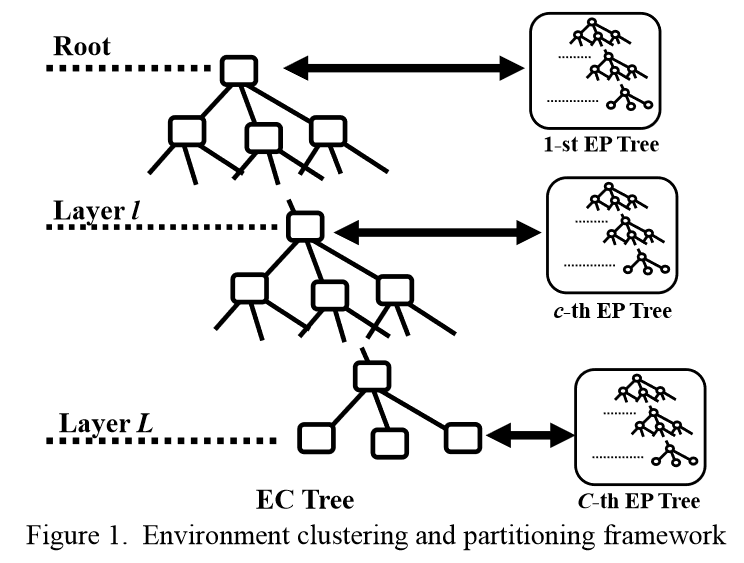 Root
1-st EP Tree
Layer l
c-th EP Tree
Layer L
EC Tree
C-th EP Tree
Figure 1. Environment clustering and partitioning framework